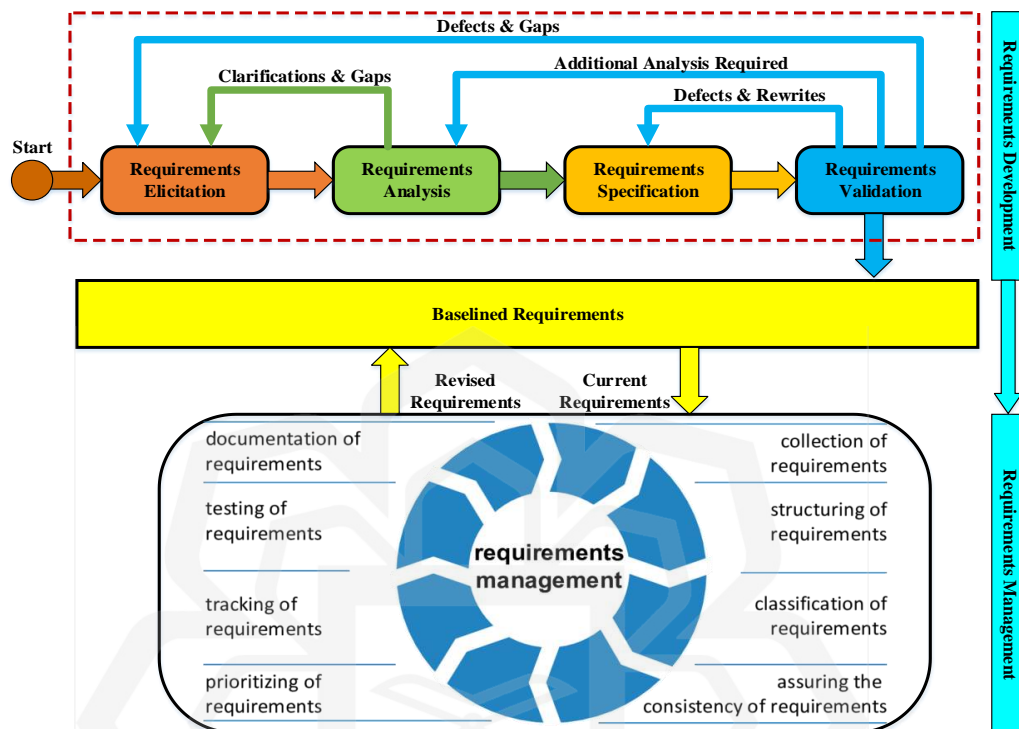 Defects & Gaps
Additional Analysis Required
Clarifications & Gaps
Defects & Rewrites
Start
Requirements
Elicitation
Requirements
Analysis
Requirements
Specification
Requirements
Validation
Requirements Development
Baselined Requirements
Revised
Requirements
Current
Requirements
documentation of
requirements
testing of
requirements
tracking of
requirements
prioritizing of
requirements
requirements
management
collection of
requirements
structuring of
requirements
classification of
requirements
assuring the
consistency of requirements
Requirements Management